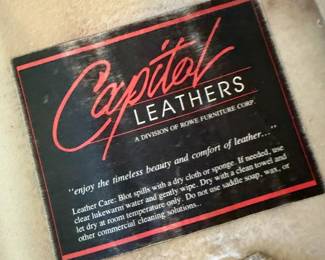 Capitol
LEATHERS
A DIVISION OF ROWE FURNITURE CORP.
"enjoy the timeless beauty and comfort of leather..."
Leather Care: Blot spills with a dry cloth or sponge. If needed, use
clear lukewarm water and gently wipe. Dry with a clean towel and
let dry at room temperature only. Do not use saddle soap, wax, or
other commercial cleaning solutions..